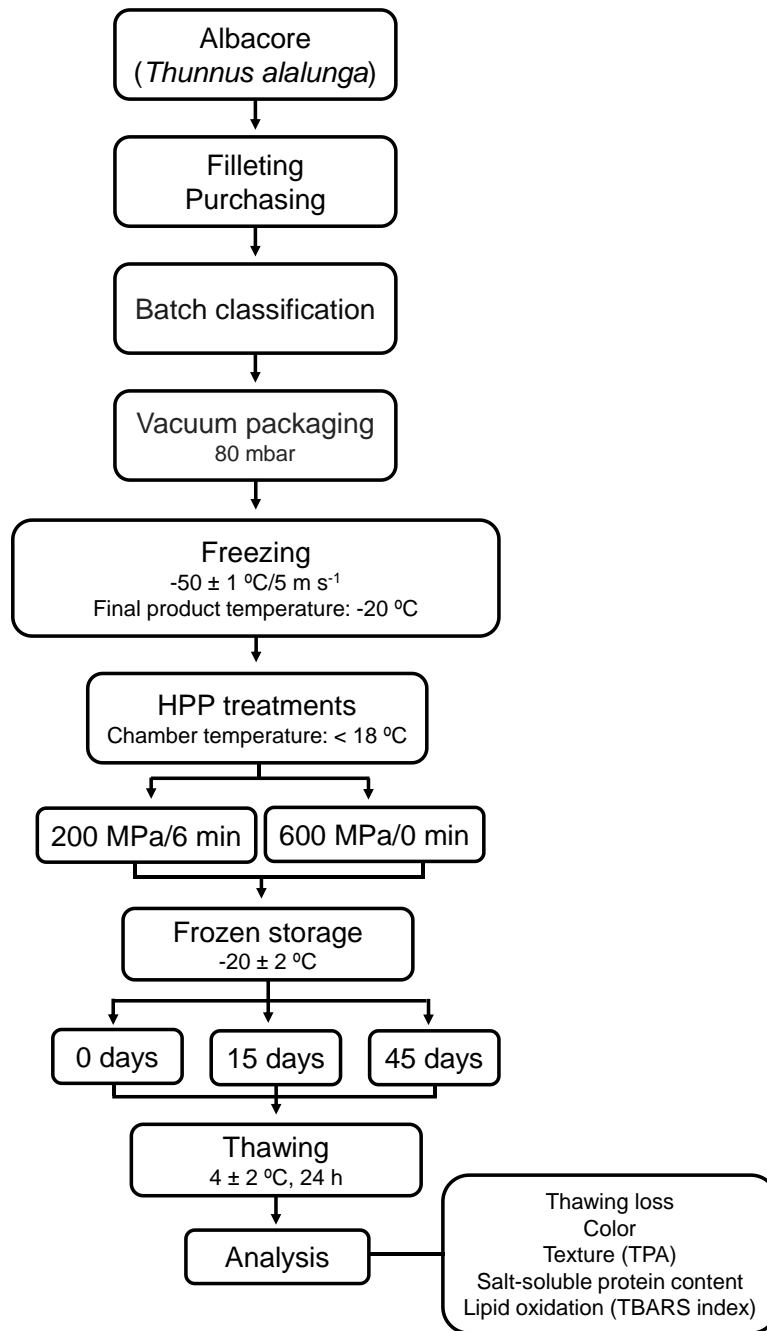 Albacore
(Thunnus alalunga)
Filleting
Purchasing
Batch classification
Vacuum packaging
80 mbar
Freezing
-50 ± 1 ºC/5 m s⁻¹
Final product temperature: -20 ºC
HPP treatments
Chamber temperature: < 18 ºC
200 MPa/6 min
600 MPa/0 min
Frozen storage
-20 ± 2 ºC
0 days
15 days
45 days
Thawing
4 ± 2 ºC, 24 h
Analysis
Thawing loss
Color
Texture (TPA)
Salt-soluble protein content
Lipid oxidation (TBARS index)